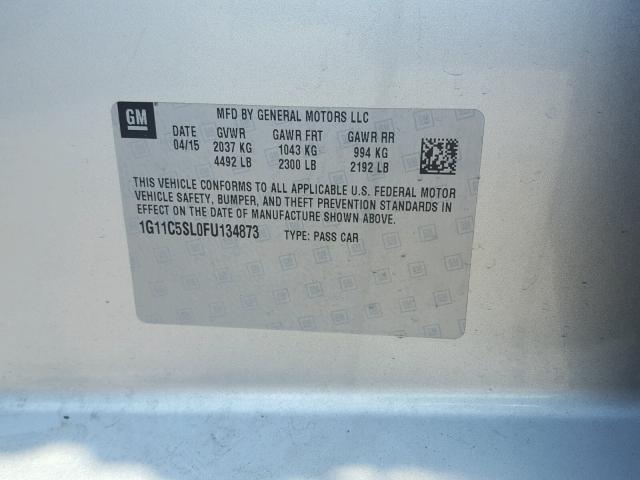 GM
MFD BY GENERAL MOTORS LLC
DATE GVWR GAWR FRT GAWR RR
04/15 2037 KG 1043 KG 994 KG
4492 LB 2300 LB 2192 LB
THIS VEHICLE CONFORMS TO ALL APPLICABLE U.S. FEDERAL MOTOR
VEHICLE SAFETY, BUMPER, AND THEFT PREVENTION STANDARDS IN
EFFECT ON THE DATE OF MANUFACTURE SHOWN ABOVE.
1G11C5SL0FU134873 TYPE: PASS CAR